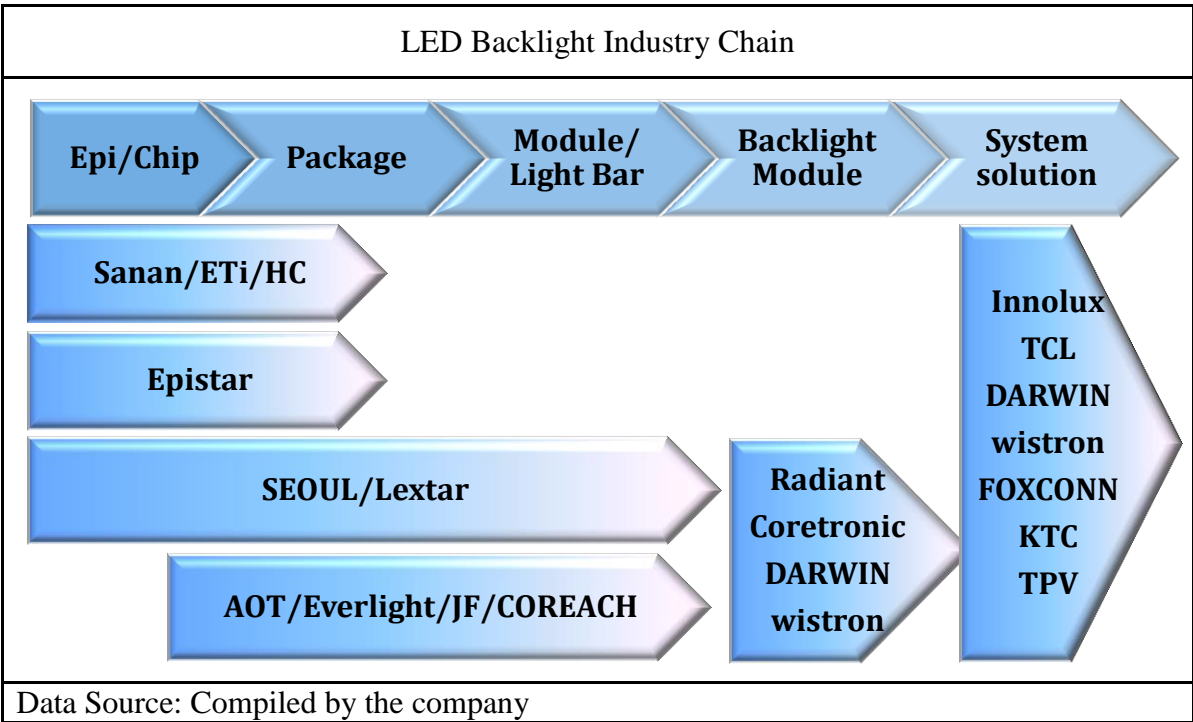 LED Backlight Industry Chain
Epi/Chip
Package
Module/
Light Bar
Backlight
Module
System
solution
Sanan/ETi/HC
Epistar
SEOUL/Lextar
AOT/Everlight/JF/COREACH
Radiant
Coretronic
DARWIN
wistron
Innolux
TCL
DARWIN
wistron
FOXCONN
KTC
TPV
Data Source: Compiled by the company